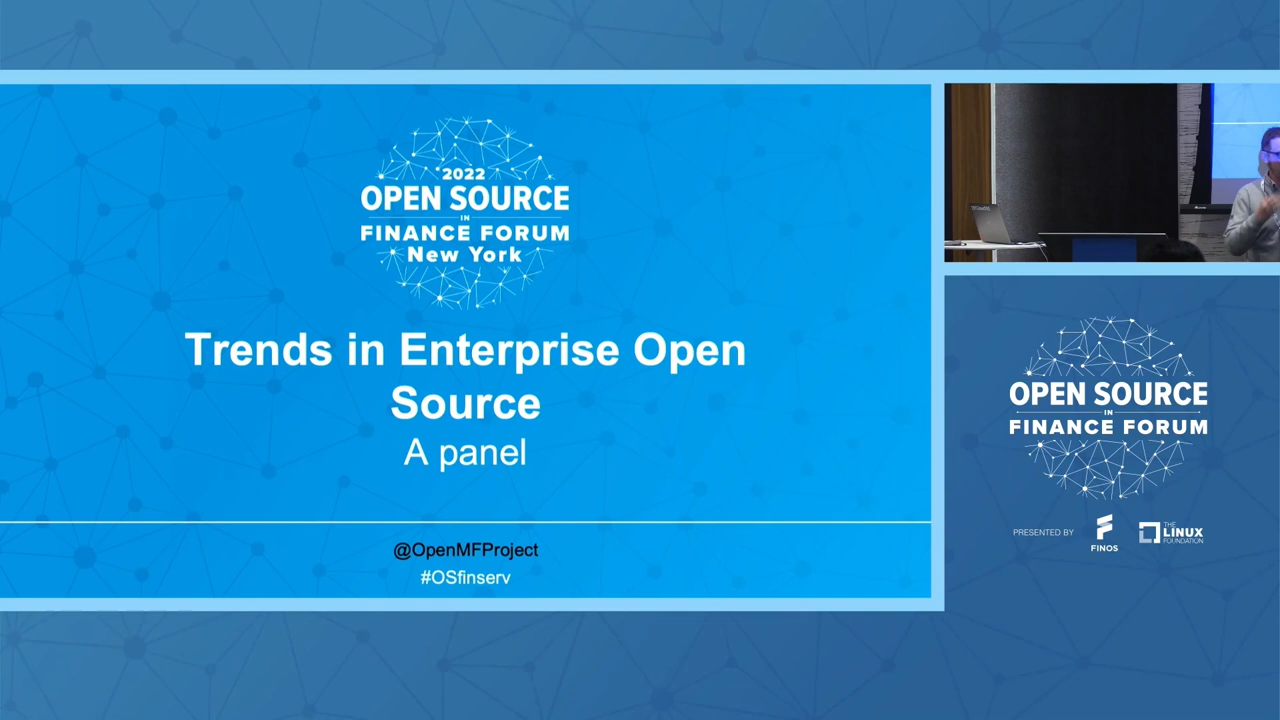 2022
OPEN SOURCE
IN
FINANCE FORUM
New York
Trends in Enterprise Open
Source
A panel
@OpenMFProject
#OSfinserv
OPEN SOURCE
IN
FINANCE FORUM
PRESENTED BY
FINOS
THE
LINUX
FOUNDATION